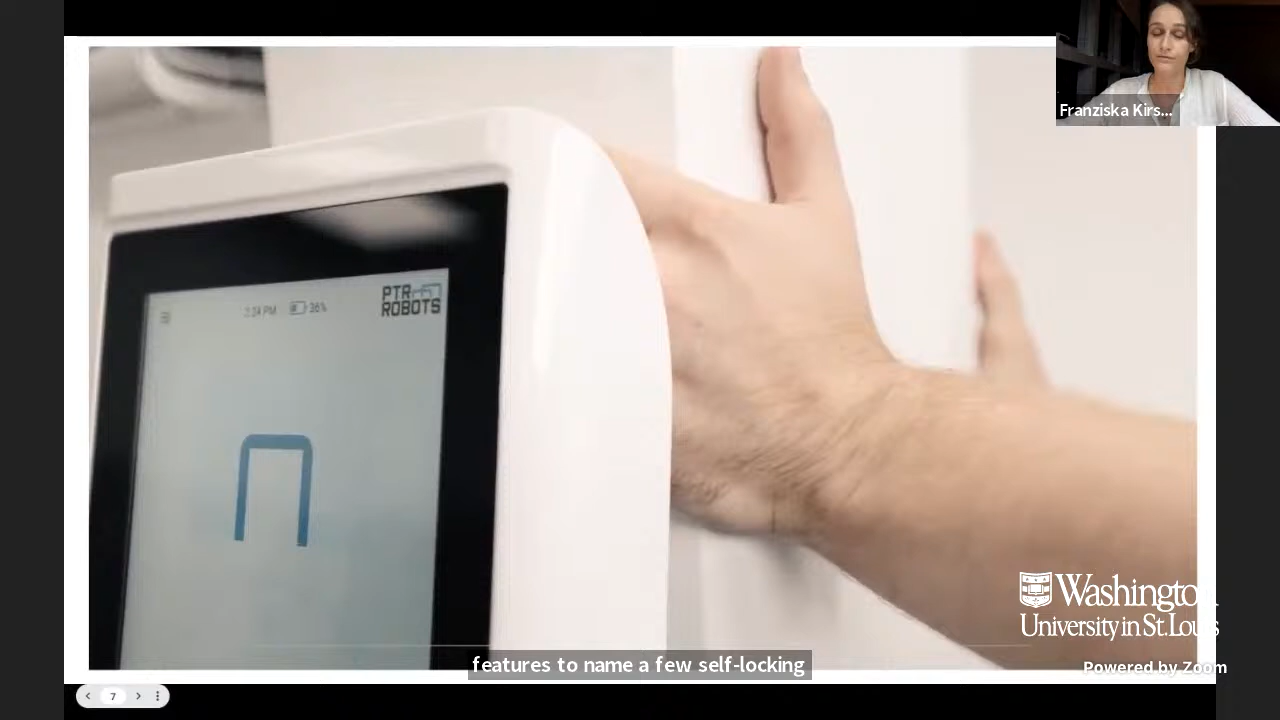 Franziska Kirs...
2:24 PM 36%
PTR
ROBOTS
Washington
University in St. Louis
features to name a few self-locking
Powered by Zoom
7